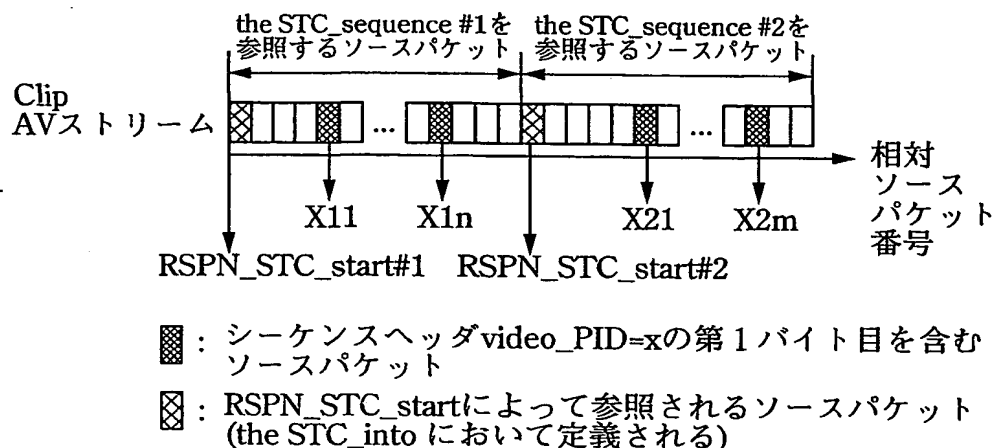 the STC_sequence #1を
参照するソースパケット
the STC_sequence #2を
参照するソースパケット
Clip
AVストリーム
...
...
相対
ソース
パケット
番号
X11
X1n
X21
X2m
RSPN_STC_start#1
RSPN_STC_start#2
: シーケンスヘッダvideo_PID=xの第1バイト目を含む
ソースパケット
: RSPN_STC_startによって参照されるソースパケット
(the STC_into において定義される)